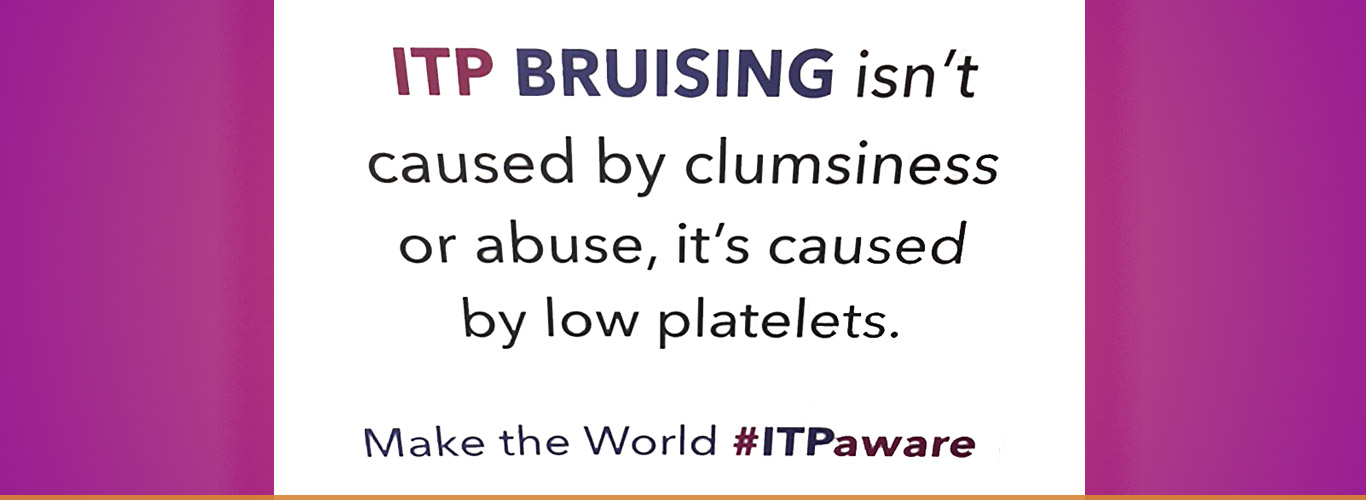 ITP BRUISING isn’t
caused by clumsiness
or abuse, it’s caused
by low platelets.
Make the World #ITPaware